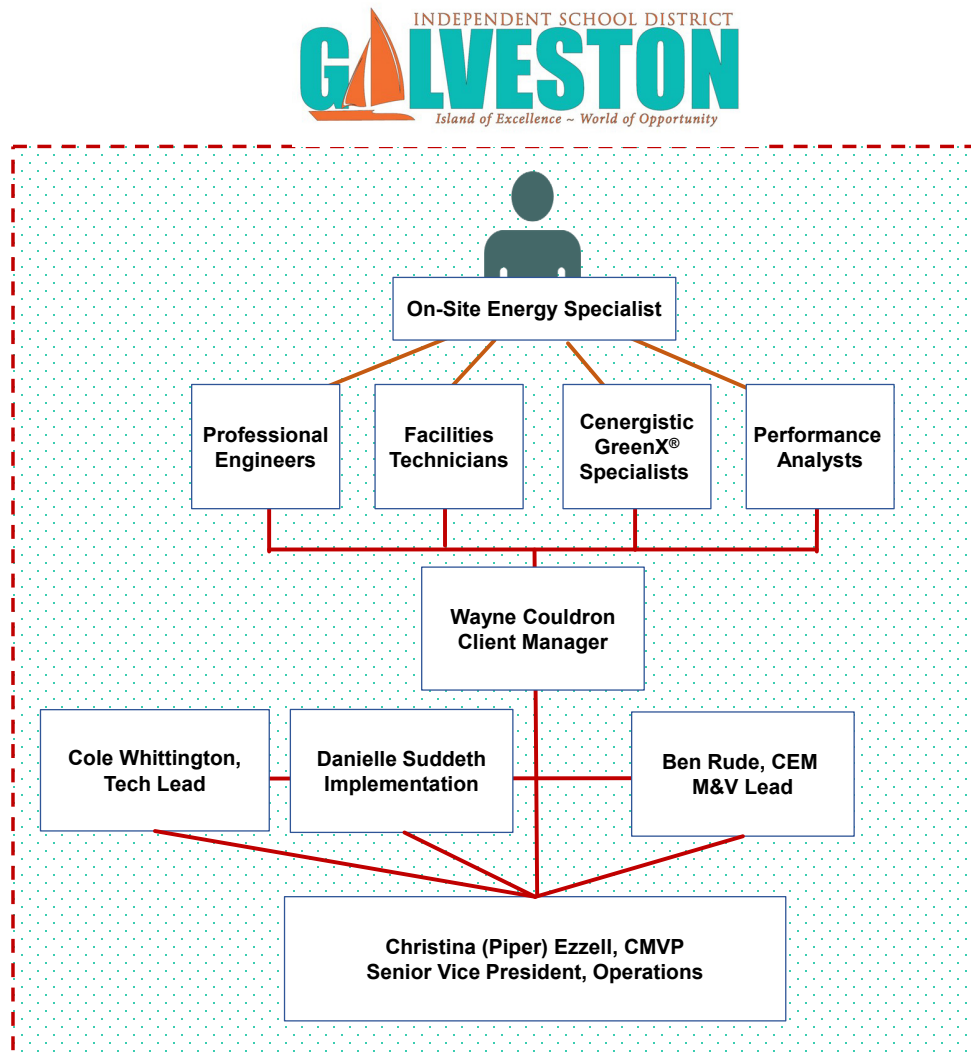 INDEPENDENT SCHOOL DISTRICT
GALVESTON
Island of Excellence ~ World of Opportunity
On-Site Energy Specialist
Professional
Engineers
Facilities
Technicians
Cenergistic
GreenX®
Specialists
Performance
Analysts
Wayne Couldron
Client Manager
Cole Whittington,
Tech Lead
Danielle Suddeth
Implementation
Ben Rude, CEM
M&V Lead
Christina (Piper) Ezzell, CMVP
Senior Vice President, Operations